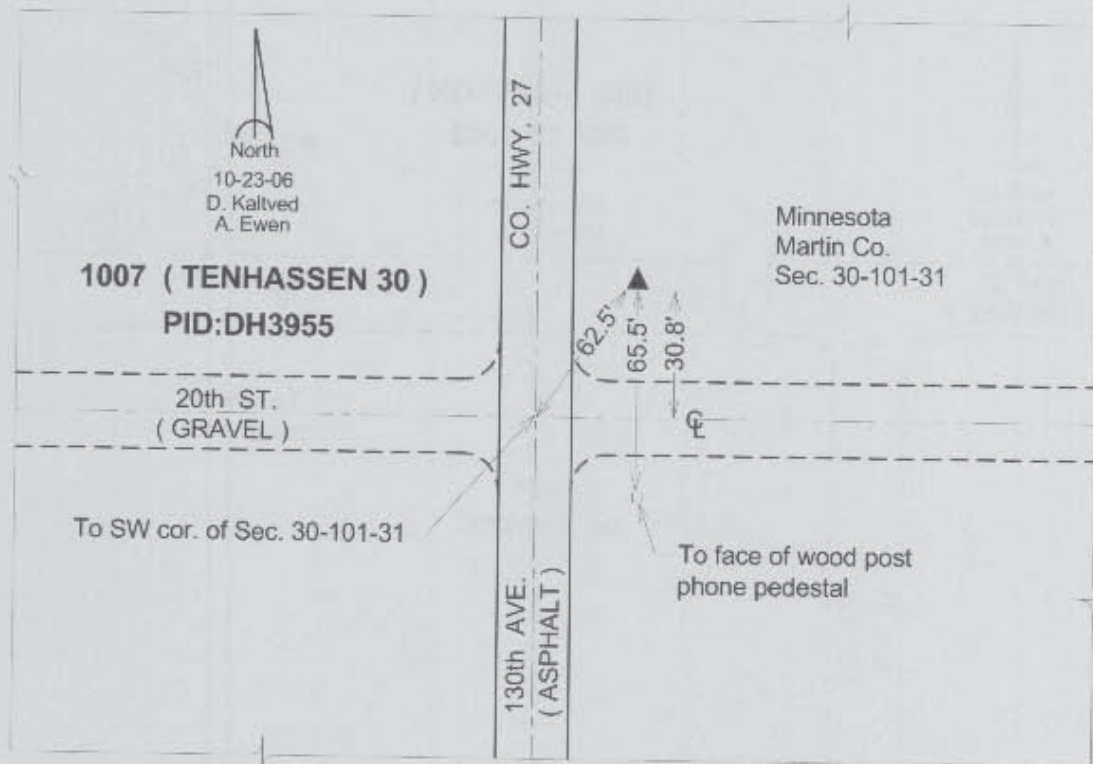 North
10-23-06
D. Kaltved
A. Ewen
1007 ( TENHASSEN 30 )
PID:DH3955
CO. HWY. 27
Minnesota
Martin Co.
Sec. 30-101-31
62.5'
65.5'
30.8'
20th ST.
( GRAVEL )
℄
To SW cor. of Sec. 30-101-31
To face of wood post
phone pedestal
130th AVE.
( ASPHALT )